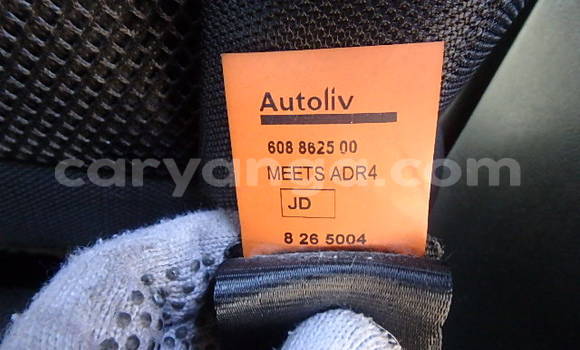 Autoliv
608 8625 00
MEETS ADR4
JD
8 26 5004
caryanga.com